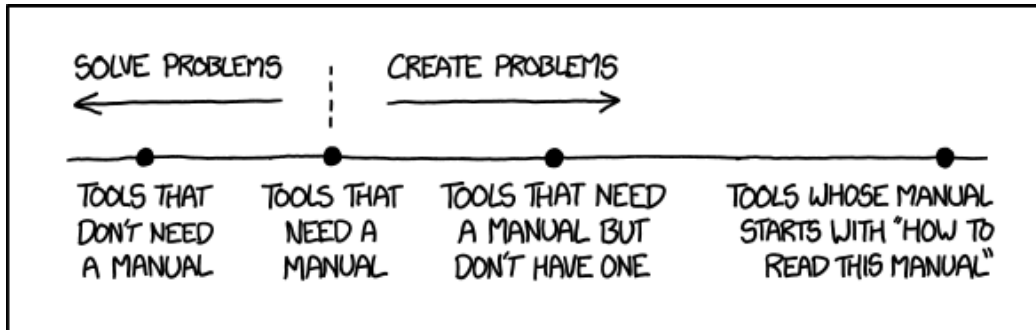 SOLVE PROBLEMS
CREATE PROBLEMS
TOOLS THAT
DON'T NEED
A MANUAL
TOOLS THAT
NEED A
MANUAL
TOOLS THAT NEED
A MANUAL BUT
DON'T HAVE ONE
TOOLS WHOSE MANUAL
STARTS WITH "HOW TO
READ THIS MANUAL"